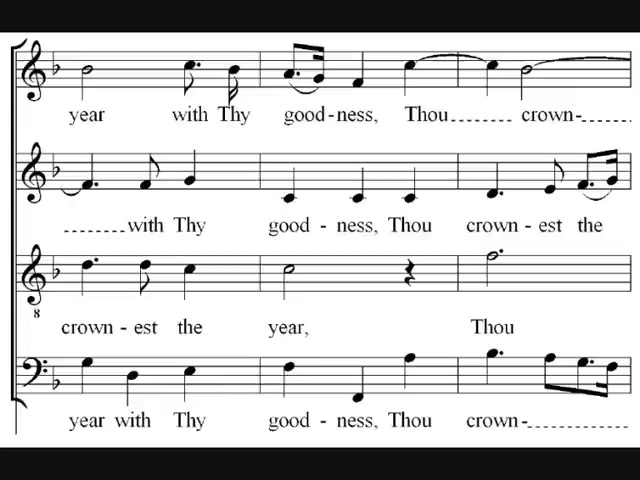 year with Thy good-ness, Thou crown-
with Thy good - ness, Thou crown - est the
8
crown - est the year, Thou
year with Thy good - ness, Thou crown-